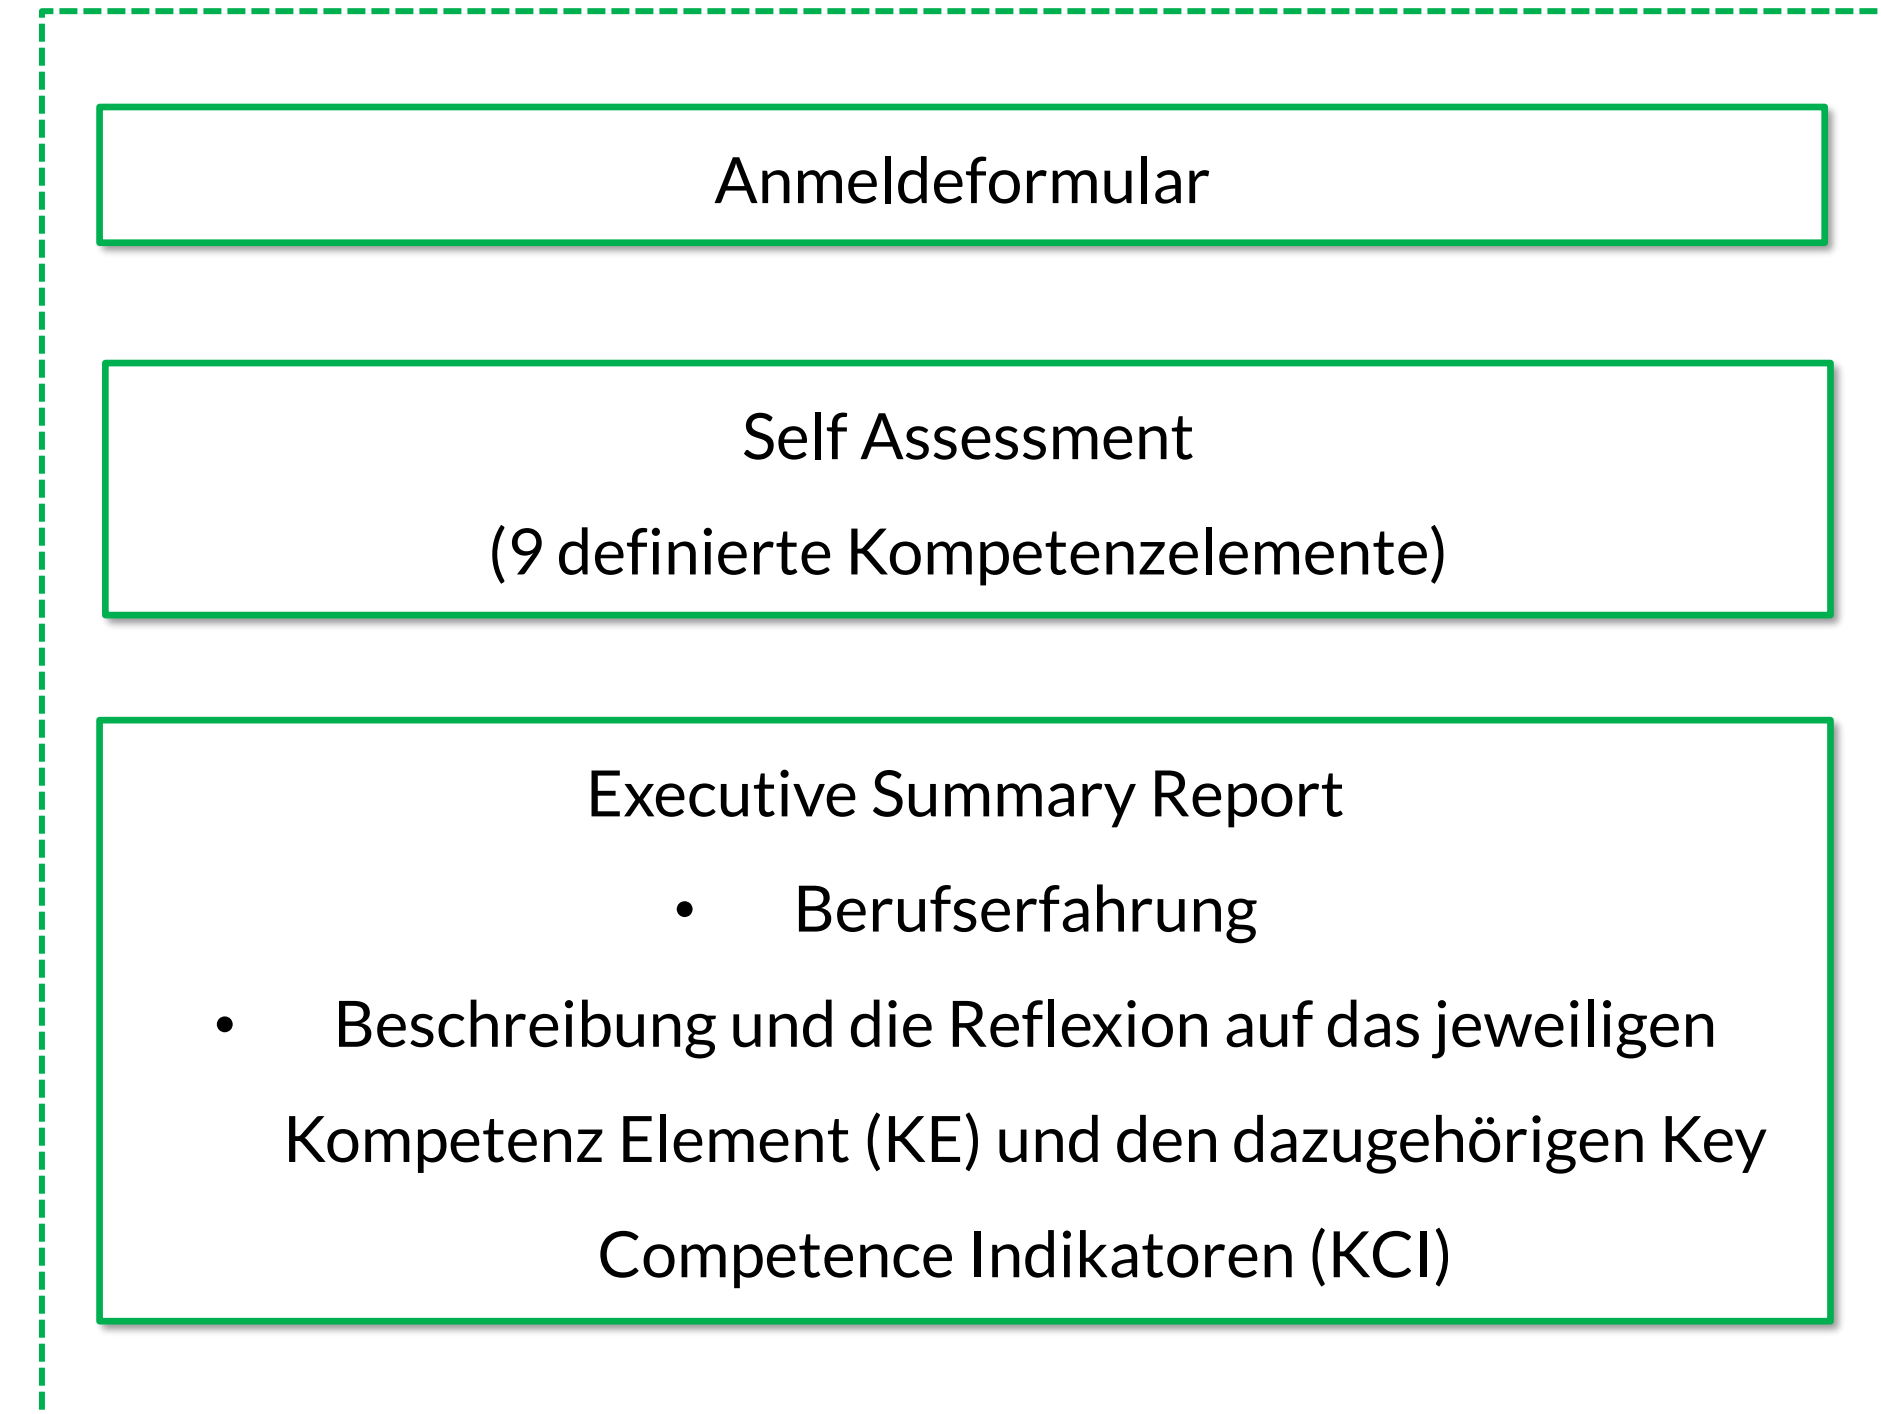 Anmeldeformular
Self Assessment
(9 definierte Kompetenzelemente)
Executive Summary Report
• Berufserfahrung
• Beschreibung und die Reflexion auf das jeweiligen
Kompetenz Element (KE) und den dazugehörigen Key
Competence Indikatoren (KCI)